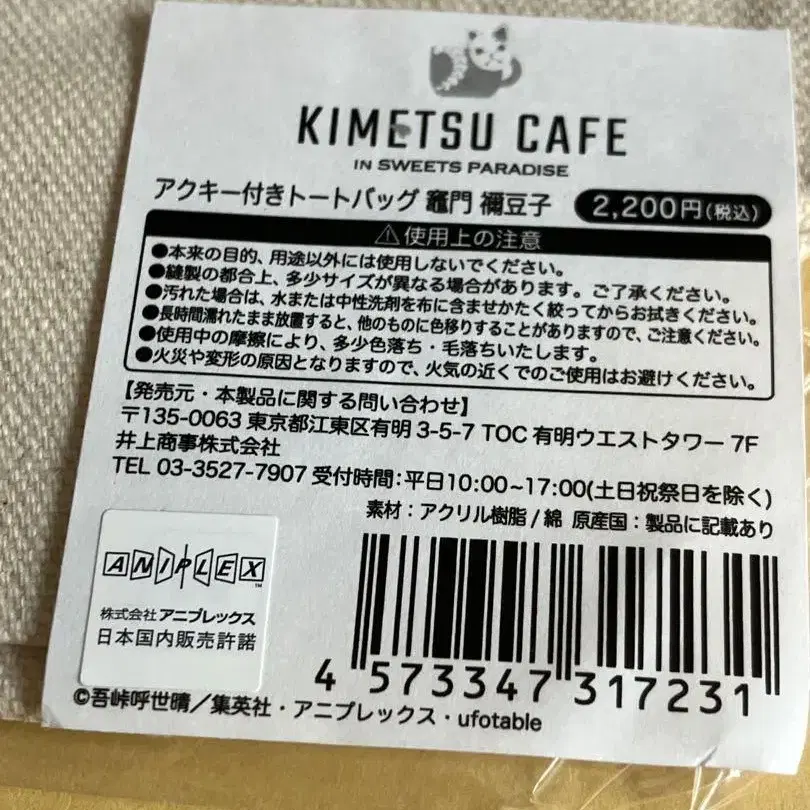 KIMETSU CAFE
IN SWEETS PARADISE
アクキー付きトートバッグ 竈門 禰豆子 2,200円(税込)
⚠使用上の注意
●本来の目的、用途以外には使用しないでください。
●縫製の都合上、多少サイズが異なる場合があります。ご了承ください。
●汚れた場合は、水または中性洗剤を布に含ませかたく絞ってからお拭きください。
●長時間濡れたまま放置すると、他のものに色移りすることがありますので、ご注意ください。
●使用中の摩擦により、多少色落ち・毛落ちいたします。
●火災や変形の原因となりますので、火気の近くでのご使用はお避けください。
【発売元・本製品に関する問い合わせ】
〒135-0063 東京都江東区有明 3-5-7 TOC 有明ウエストタワー 7F
井上商事株式会社
TEL 03-3527-7907 受付時間:平日10:00~17:00(土日祝祭日を除く)
素材:アクリル樹脂/綿 原産国:製品に記載あり
ANIPLEX™
株式会社 アニプレックス
日本国内販売許諾
4 573347 317231
©吾峠呼世晴/集英社・アニプレックス・ufotable